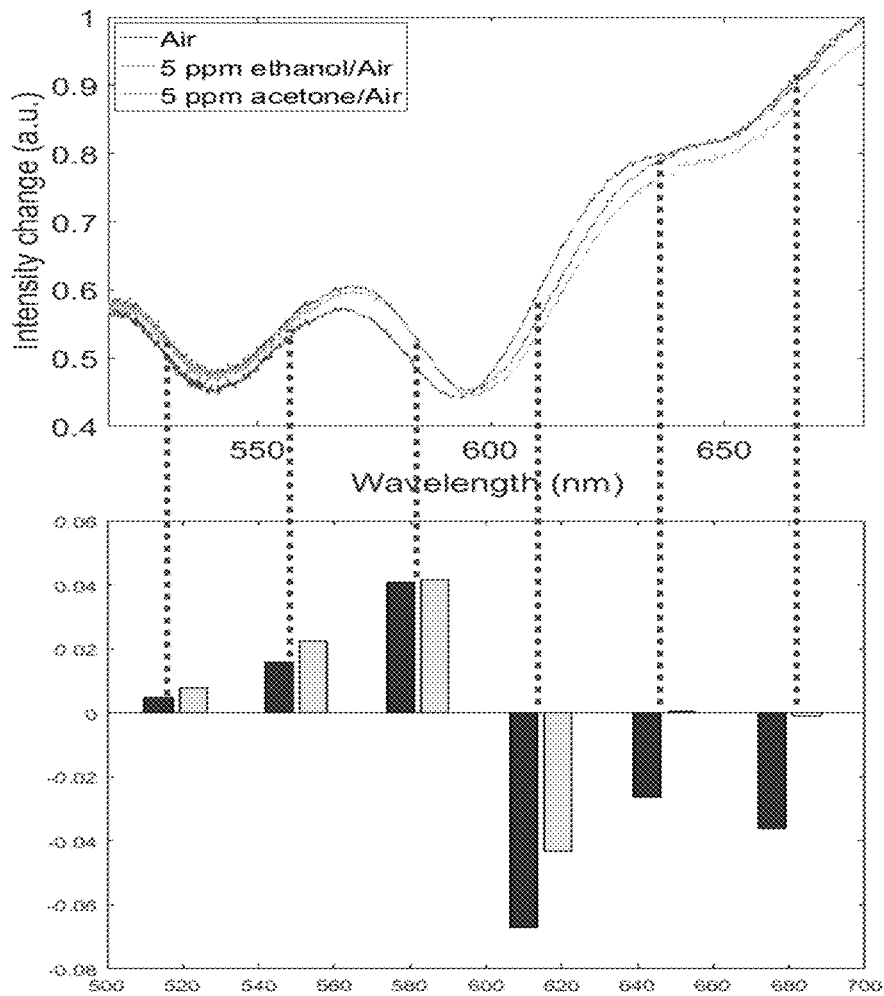 1
0.9
0.8
0.7
0.6
0.5
0.4
Intensity change (a.u.)
Air
5 ppm ethanol/Air
5 ppm acetone/Air
550 600 650
Wavelength (nm)
0.06
0.04
0.02
0
-0.02
-0.04
-0.06
-0.08
500 520 540 560 580 600 620 640 660 680 700